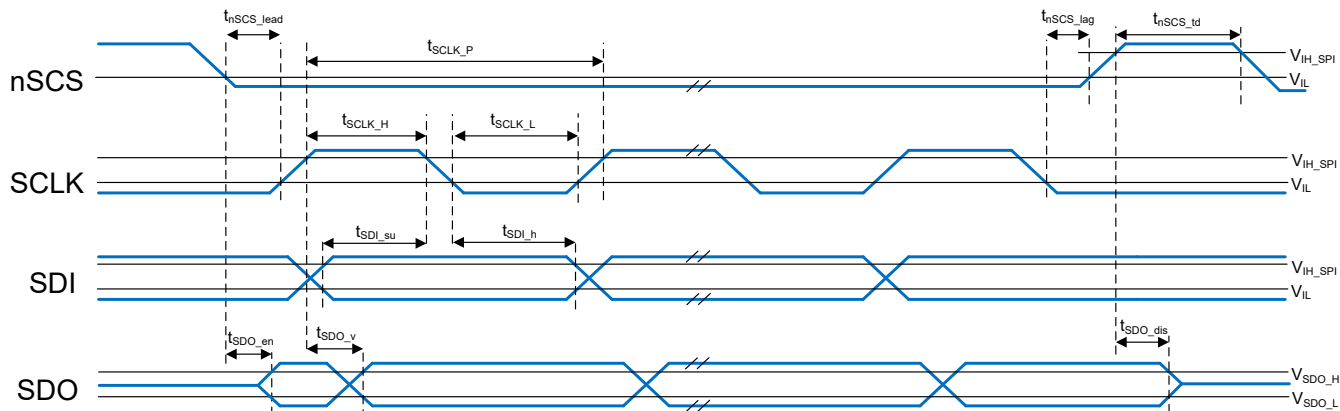 tnSCS_lead
tnSCS_lag
tnSCS_td
tSCLK_P
nSCS
VIH_SPI
VIL
tSCLK_H
tSCLK_L
SCLK
VIH_SPI
VIL
tSDI_su
tSDI_h
SDI
VIH_SPI
VIL
tSDO_en
tSDO_v
tSDO_dis
SDO
VSDO_H
VSDO_L